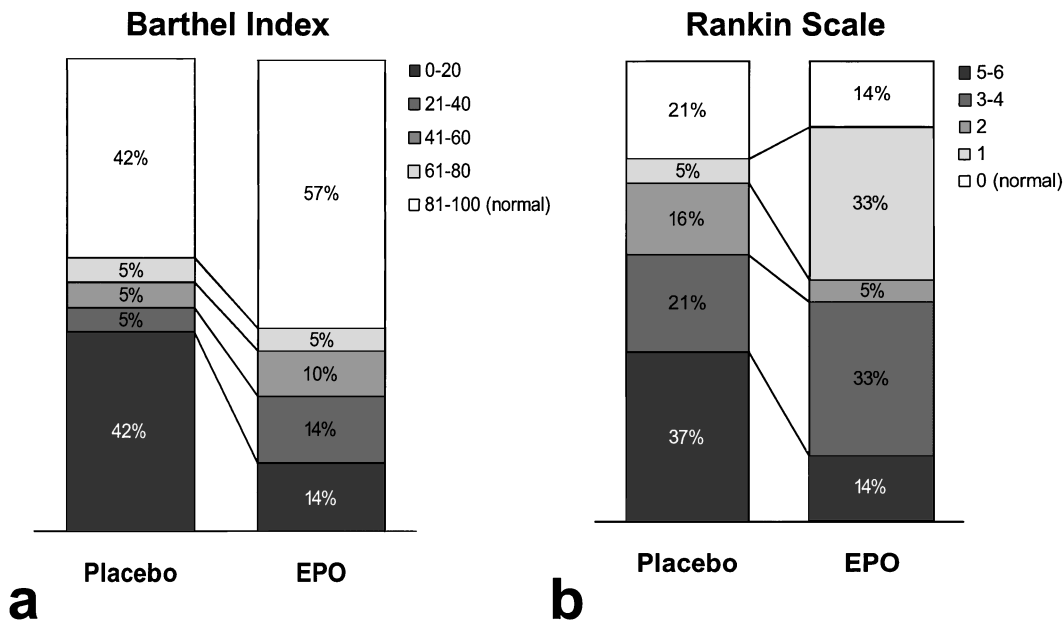 Barthel Index
42%
5%
5%
5%
42%
Placebo
57%
5%
10%
14%
14%
EPO
0-20
21-40
41-60
61-80
81-100 (normal)
a
Rankin Scale
21%
5%
16%
21%
37%
Placebo
14%
33%
5%
33%
14%
EPO
5-6
3-4
2
1
0 (normal)
b